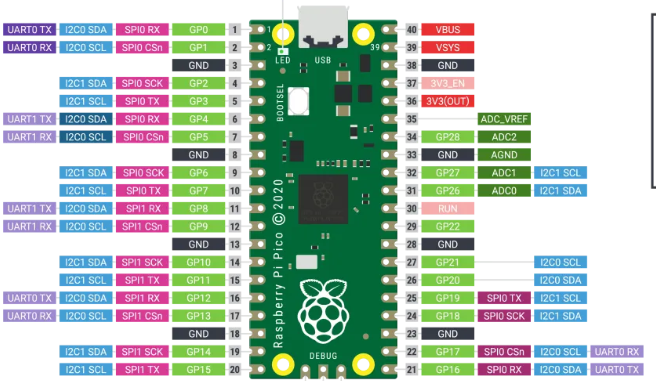 UART0 TX I2C0 SDA SPI0 RX GP0 1 1 40 VBUS
UART0 RX I2C0 SCL SPI0 CSn GP1 2 2 39 39 VSYS
GND 3 LED USB 38 GND
I2C1 SDA SPI0 SCK GP2 4 37 3V3_EN
I2C1 SCL SPI0 TX GP3 5 BOOTSEL 36 3V3(OUT)
UART1 TX I2C0 SDA SPI0 RX GP4 6 35 ADC_VREF
UART1 RX I2C0 SCL SPI0 CSn GP5 7 34 GP28 ADC2
GND 8 33 GND AGND
I2C1 SDA SPI0 SCK GP6 9 32 GP27 ADC1 I2C1 SCL
I2C1 SCL SPI0 TX GP7 10 31 GP26 ADC0 I2C1 SDA
UART1 TX I2C0 SDA SPI1 RX GP8 11 30 RUN
UART1 RX I2C0 SCL SPI1 CSn GP9 12 29 GP22
GND 13 28 GND
I2C1 SDA SPI1 SCK GP10 14 27 GP21 I2C0 SCL
I2C1 SCL SPI1 TX GP11 15 26 GP20 I2C0 SDA
UART0 TX I2C0 SDA SPI1 RX GP12 16 25 GP19 SPI0 TX I2C1 SCL
UART0 RX I2C0 SCL SPI1 CSn GP13 17 24 GP18 SPI0 SCK I2C1 SDA
GND 18 23 GND
I2C1 SDA SPI1 SCK GP14 19 22 GP17 SPI0 CSn I2C0 SCL UART0 RX
I2C1 SCL SPI1 TX GP15 20 21 GP16 SPI0 RX I2C0 SDA UART0 TX
Raspberry Pi Pico © 2020
DEBUG